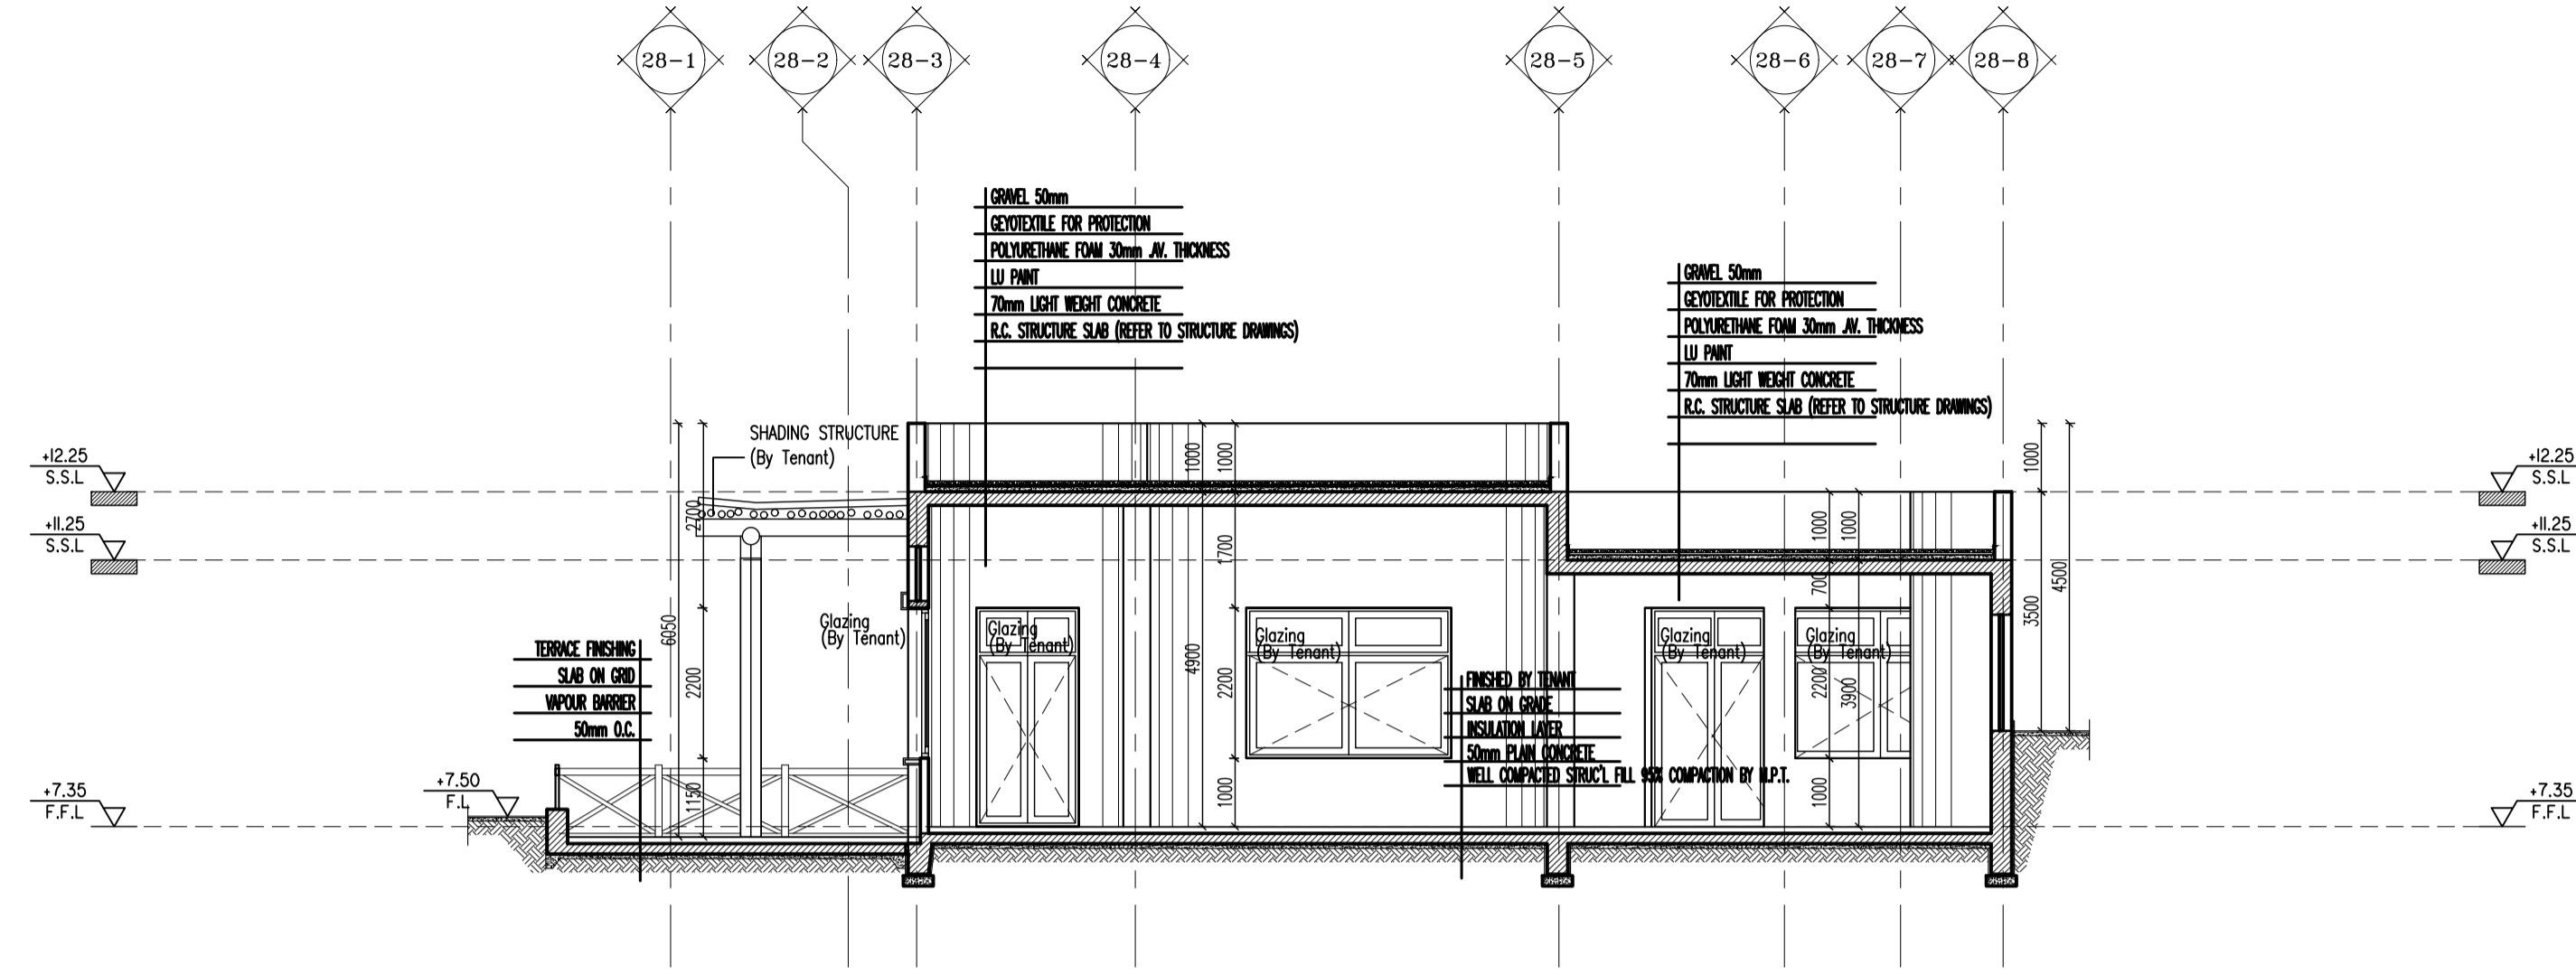 28-1
28-2
28-3
28-4
28-5
28-6
28-7
28-8
GRAVEL 50mm
GEYOTEXTILE FOR PROTECTION
POLYURETHANE FOAM 30mm .AV. THICKNESS
LU PAINT
70mm LIGHT WEIGHT CONCRETE
R.C. STRUCTURE SLAB (REFER TO STRUCTURE DRAWINGS)
GRAVEL 50mm
GEYOTEXTILE FOR PROTECTION
POLYURETHANE FOAM 30mm .AV. THICKNESS
LU PAINT
70mm LIGHT WEIGHT CONCRETE
R.C. STRUCTURE SLAB (REFER TO STRUCTURE DRAWINGS)
SHADING STRUCTURE
(By Tenant)
+12.25
S.S.L
+11.25
S.S.L
+7.35
F.F.L
+7.50
F.L
TERRACE FINISHING
SLAB ON GRID
VAPOUR BARRIER
50mm O.C.
6050
2700
2200
1150
Glazing
(By Tenant)
Glazing
(By Tenant)
1000
4900
1000
1700
2200
1000
Glazing
(By Tenant)
FINISHED BY TENANT
SLAB ON GRADE
INSULATION LAYER
50mm PLAIN CONCRETE
WELL COMPACTED STRUC'L FILL 95% COMPACTION BY M.P.T.
Glazing
(By Tenant)
Glazing
(By Tenant)
1000
700
2200
1000
1000
3900
1000
3500
4500
+12.25
S.S.L
+11.25
S.S.L
+7.35
F.F.L